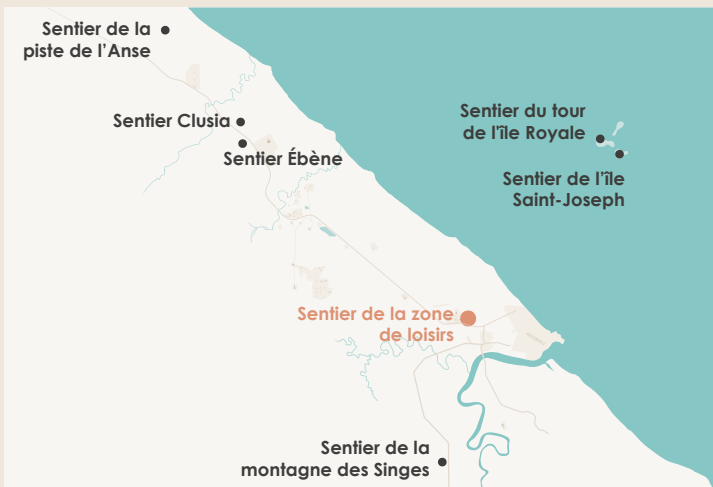 Sentier de la
piste de l'Anse
Sentier Clusia
Sentier Ébène
Sentier du tour
de l'île Royale
Sentier de l'île
Saint-Joseph
Sentier de la zone
de loisirs
Sentier de la
montagne des Singes